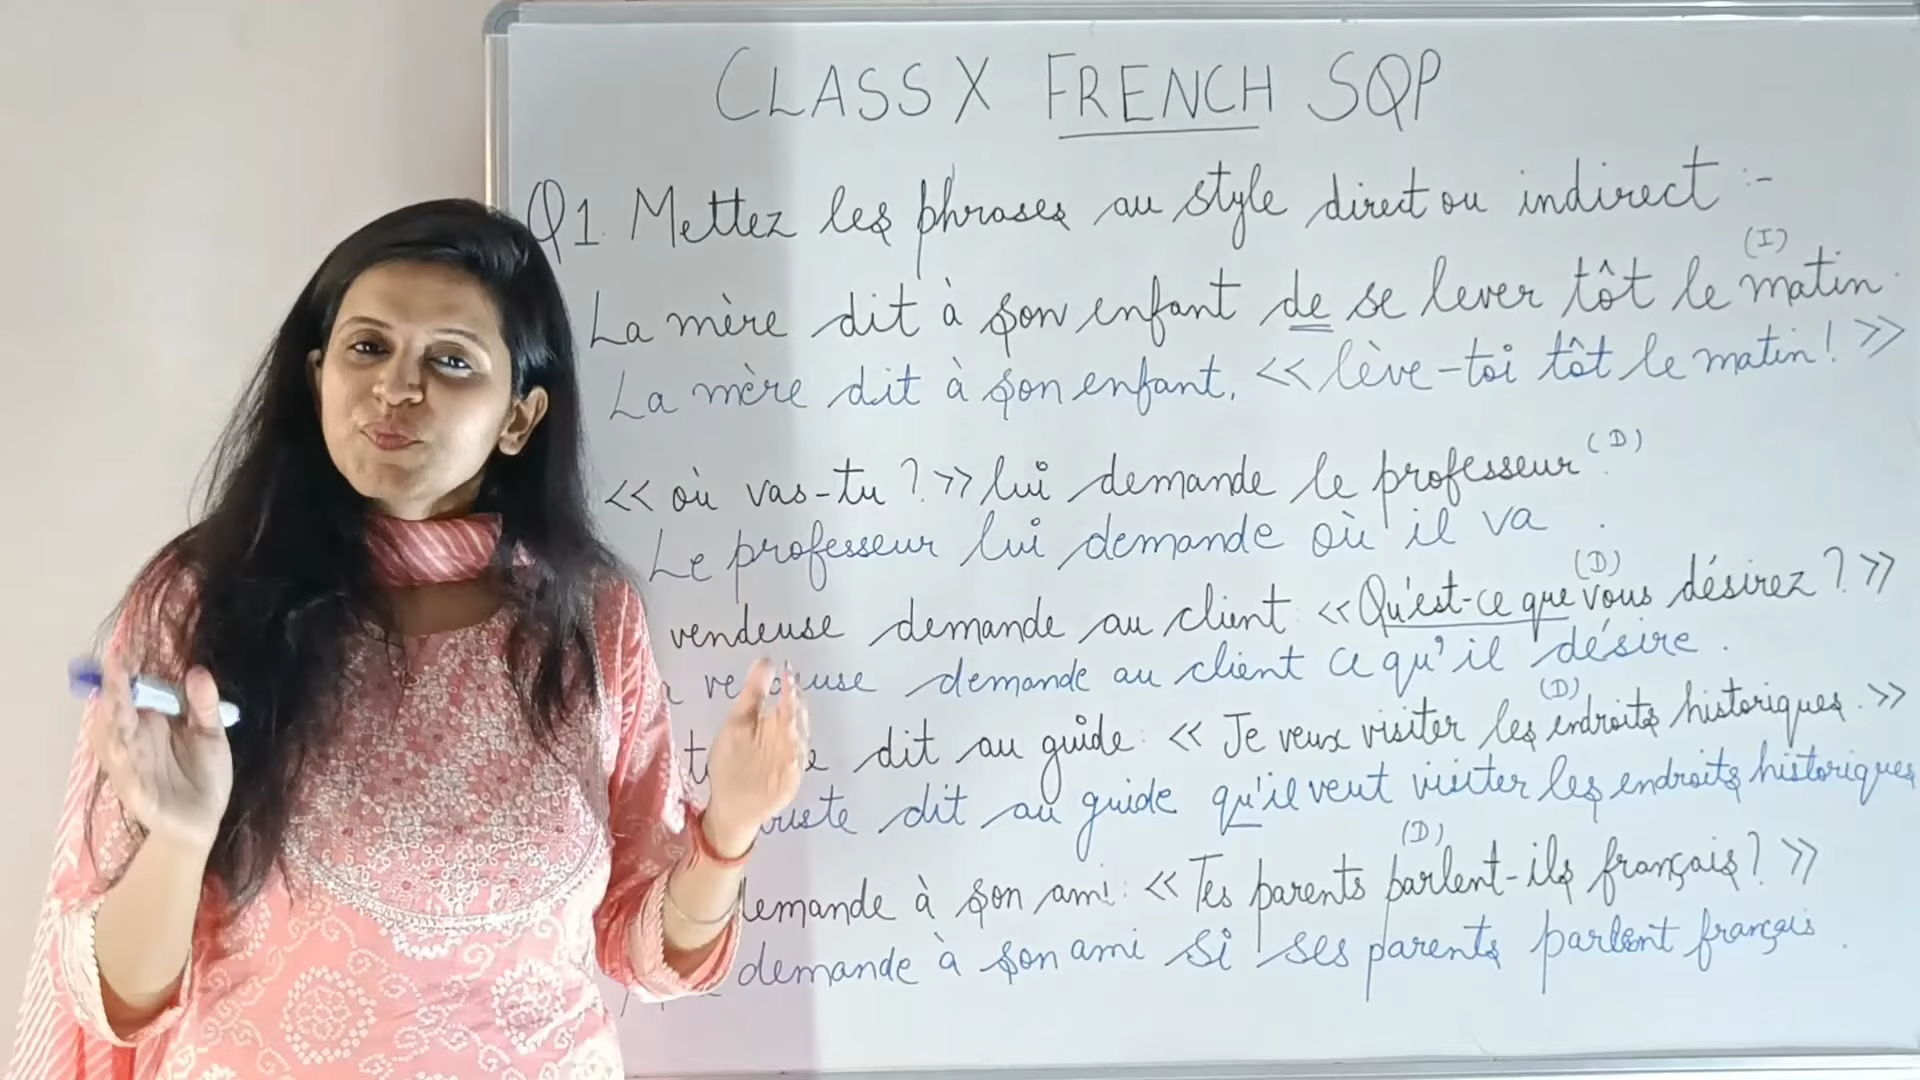 CLASS X FRENCH SQP
Q1. Mettez les phrases au style direct ou indirect :-
(I)
La mère dit à son enfant de se lever tôt le matin.
La mère dit à son enfant, << lève-toi tôt le matin! >>
(D)
<< où vas-tu ? >> lui demande le professeur.
Le professeur lui demande où il va .
(D)
vendeuse demande au client : << Qu'est-ce que vous désirez ? >>
demande au client ce qu'il désire .
(D)
dit au guide : << Je veux visiter les endroits historiques. >>
dit au guide qu'il veut visiter les endroits historiques
(D)
demande à son ami : << Tes parents parlent-ils français ? >>
demande à son ami si ses parents parlent français .